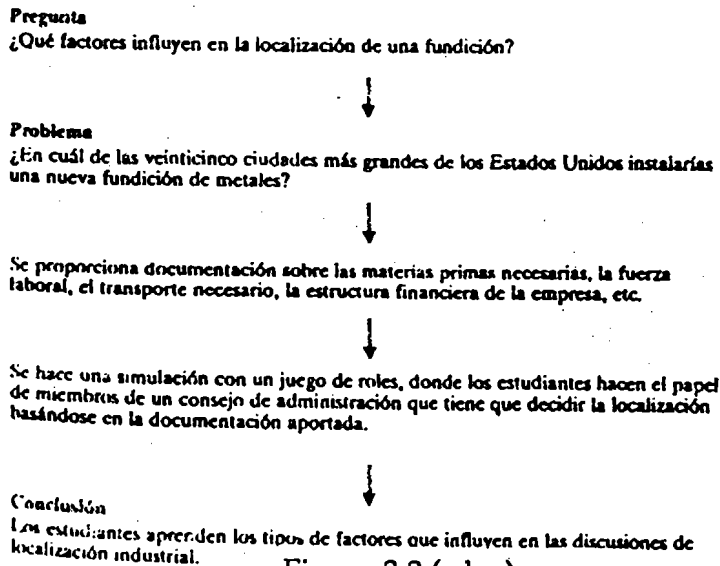 Pregunta
¿Qué factores influyen en la localización de una fundición?
Problema
¿En cuál de las veinticinco ciudades más grandes de los Estados Unidos instalarías
una nueva fundición de metales?
Se proporciona documentación sobre las materias primas necesarias, la fuerza
laboral, el transporte necesario, la estructura financiera de la empresa, etc.
Se hace una simulación con un juego de roles, donde los estudiantes hacen el papel
de miembros de un consejo de administración que tiene que decidir la localización
basándose en la documentación aportada.
Conclusión
Los estudiantes aprenden los tipos de factores que influyen en las discusiones de
localización industrial.